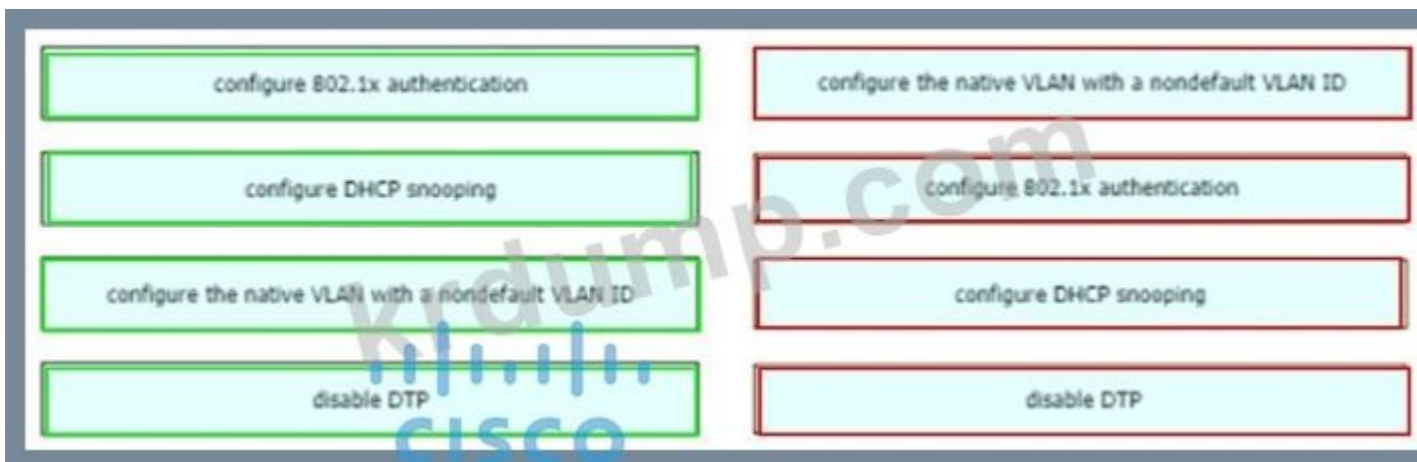 configure 802.1x authentication
configure the native VLAN with a nondefault VLAN ID
configure DHCP snooping
configure 802.1x authentication
configure the native VLAN with a nondefault VLAN ID
configure DHCP snooping
disable DTP
disable DTP
krdump.com
CISCO